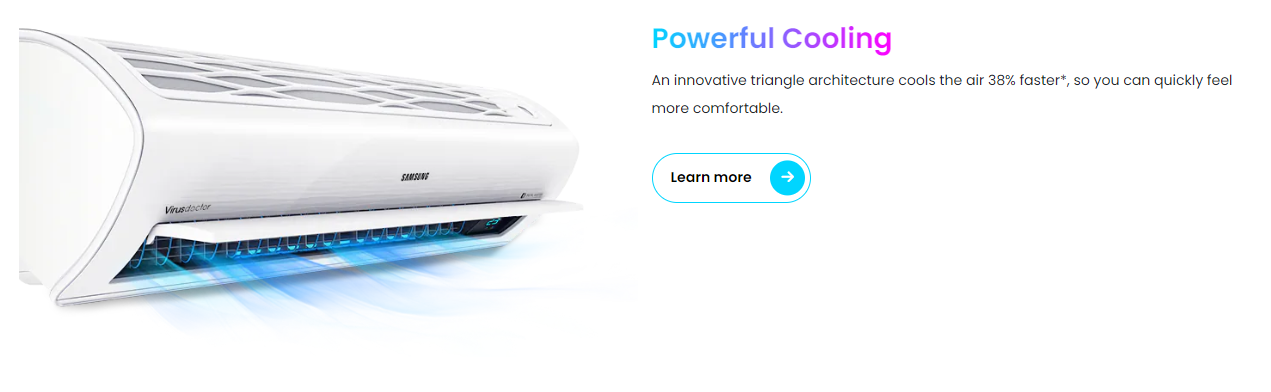 Powerful Cooling
An innovative triangle architecture cools the air 38% faster*, so you can quickly feel
more comfortable.
Learn more
SAMSUNG
Virusdoctor